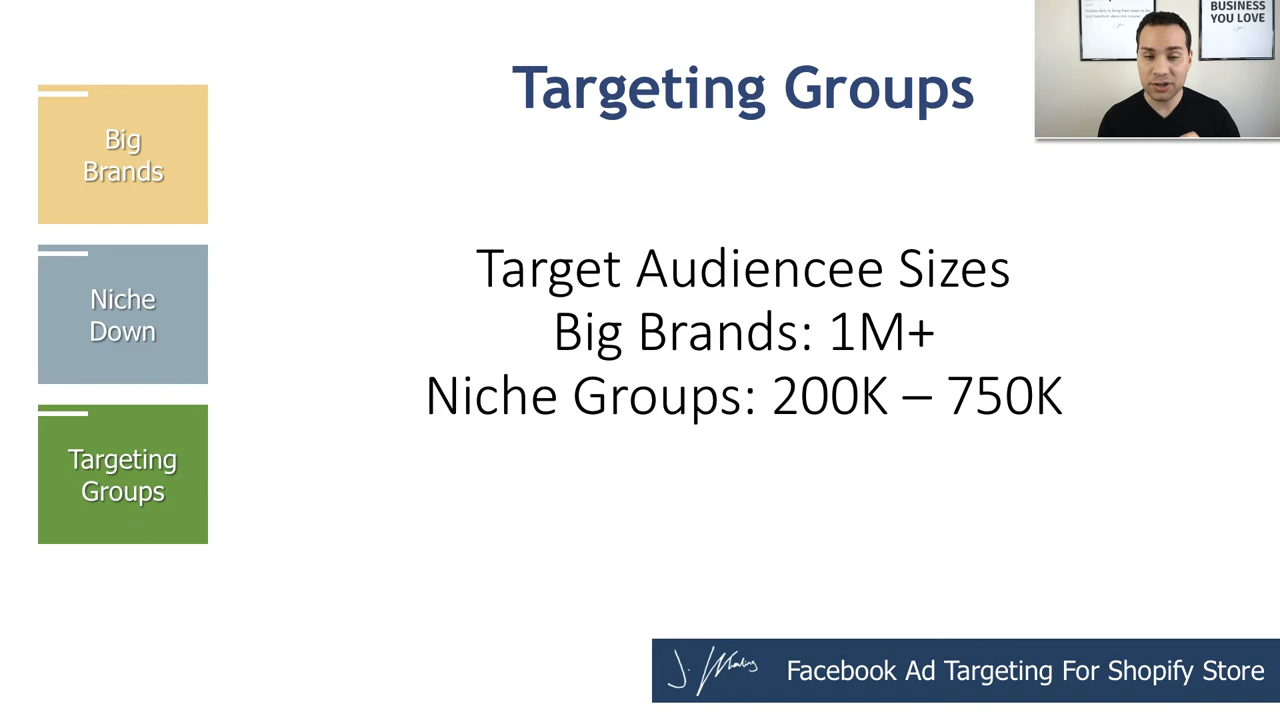 Targeting Groups
BUSINESS
YOU LOVE
Big
Brands
Niche
Down
Targeting
Groups
Target Audiencee Sizes
Big Brands: 1M+
Niche Groups: 200K – 750K
Facebook Ad Targeting For Shopify Store